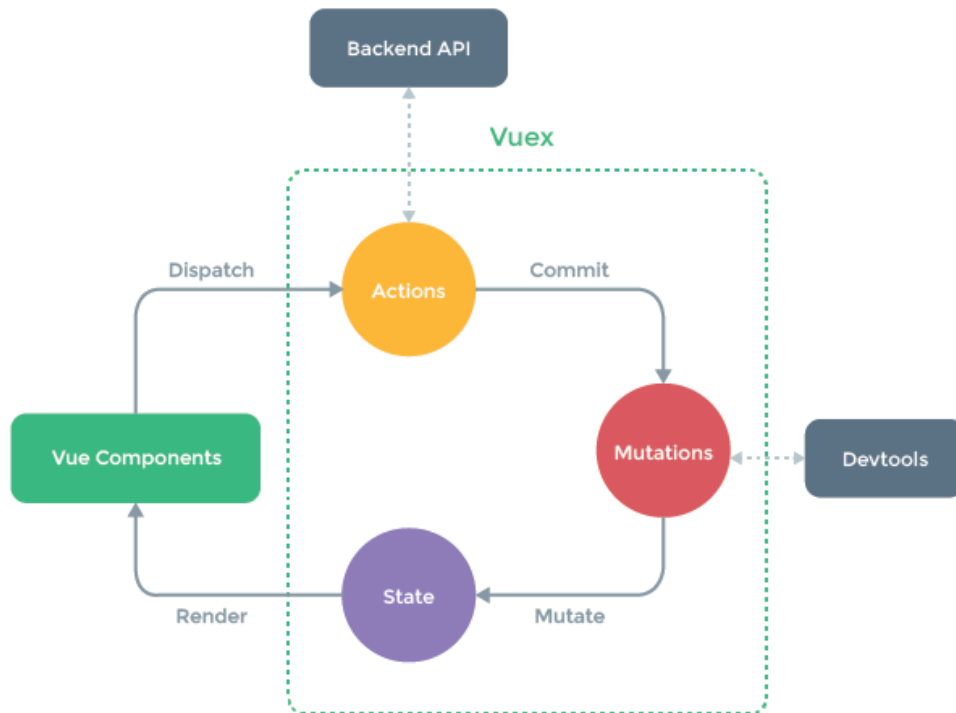 Backend API
Vuex
Dispatch
Commit
Actions
Mutations
Vue Components
Devtools
State
Render
Mutate